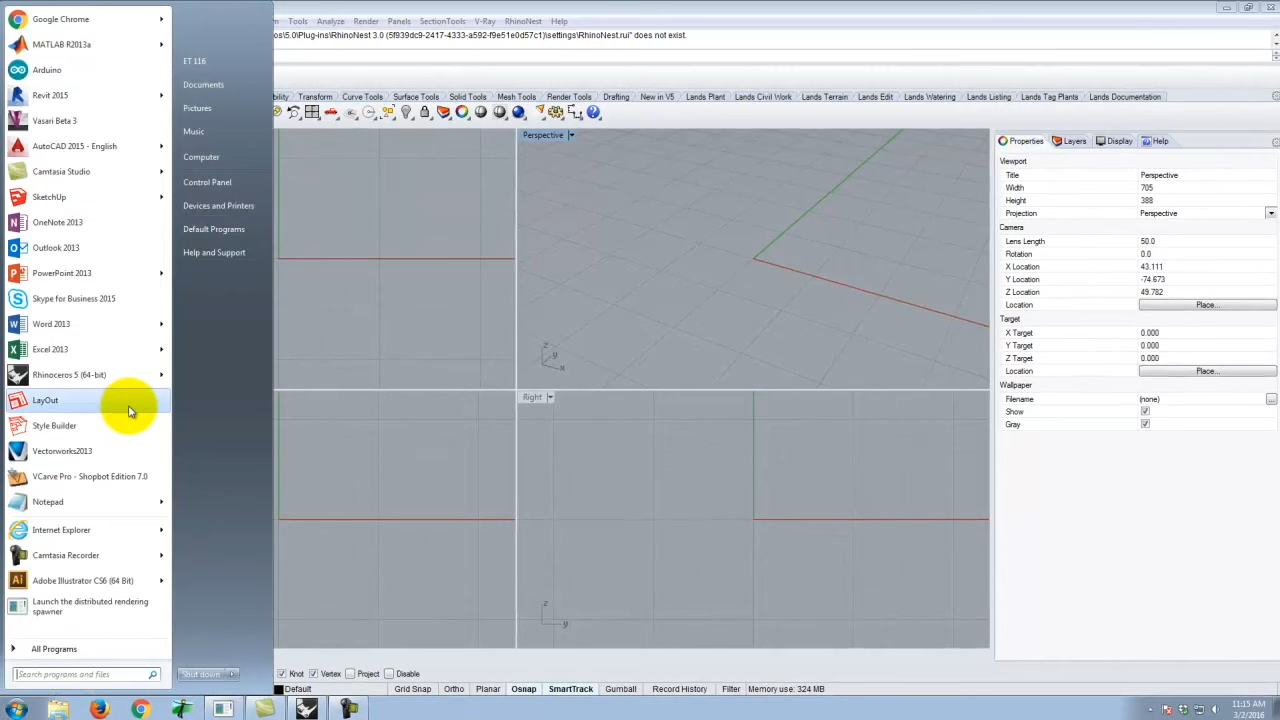 Google Chrome
MATLAB R2013a
Arduino
Revit 2015
Vasari Beta 3
AutoCAD 2015 - English
Camtasia Studio
SketchUp
OneNote 2013
Outlook 2013
PowerPoint 2013
Skype for Business 2015
Word 2013
Excel 2013
Rhinoceros 5 (64-bit)
LayOut
Style Builder
Vectorworks2013
VCarve Pro - Shopbot Edition 7.0
Notepad
Internet Explorer
Camtasia Recorder
Adobe Illustrator CS6 (64 Bit)
Launch the distributed rendering
spawner
All Programs
Search programs and files
ET 116
Documents
Pictures
Music
Computer
Control Panel
Devices and Printers
Default Programs
Help and Support
Shut down
Tools Analyze Render Panels SectionTools V-Ray RhinoNest Help
os\5.0\Plug-ins\RhinoNest 3.0 (5f939dc9-2417-4333-a592-f9e51e0d57c1)\settings\RhinoNest.rui" does not exist.
bility Transform Curve Tools Surface Tools Solid Tools Mesh Tools Render Tools Drafting New in V5 Lands Plant Lands Civil Work Lands Terrain Lands Edit Lands Watering Lands Listing Lands Tag Plants Lands Documentation
Perspective
z
y
x
Right
z
y
Properties Layers Display Help
Viewport
Title Perspective
Width 705
Height 388
Projection Perspective
Camera
Lens Length 50.0
Rotation 0.0
X Location 43.111
Y Location -74.673
Z Location 49.782
Location Place...
Target
X Target 0.000
Y Target 0.000
Z Target 0.000
Location Place...
Wallpaper
Filename (none) ...
Show
Gray
Knot Vertex Project Disable
Default Grid Snap Ortho Planar Osnap SmartTrack Gumball Record History Filter Memory use: 324 MB
11:15 AM
3/2/2016